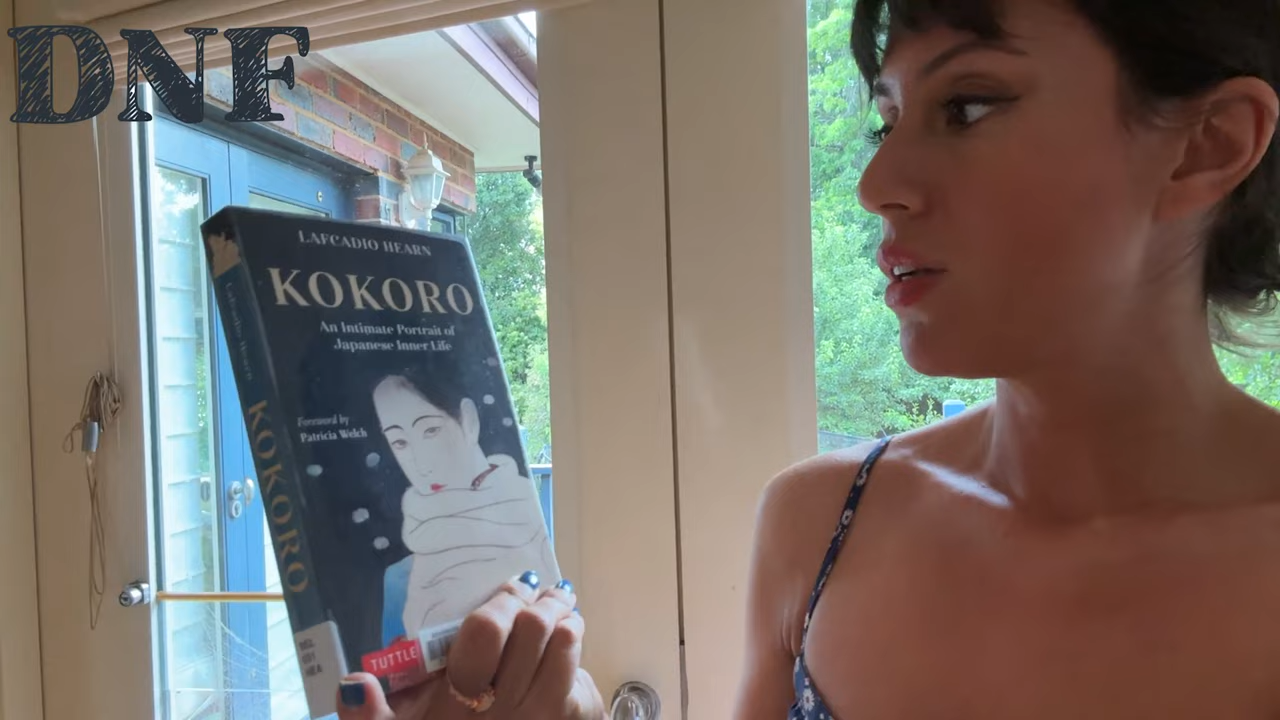 DNF
LAFCADIO HEARN
KOKORO
An Intimate Portrait of
Japanese Inner Life
Foreword by
Patricia Welch
TUTTLE
Lafcadio Hearn
KOKORO